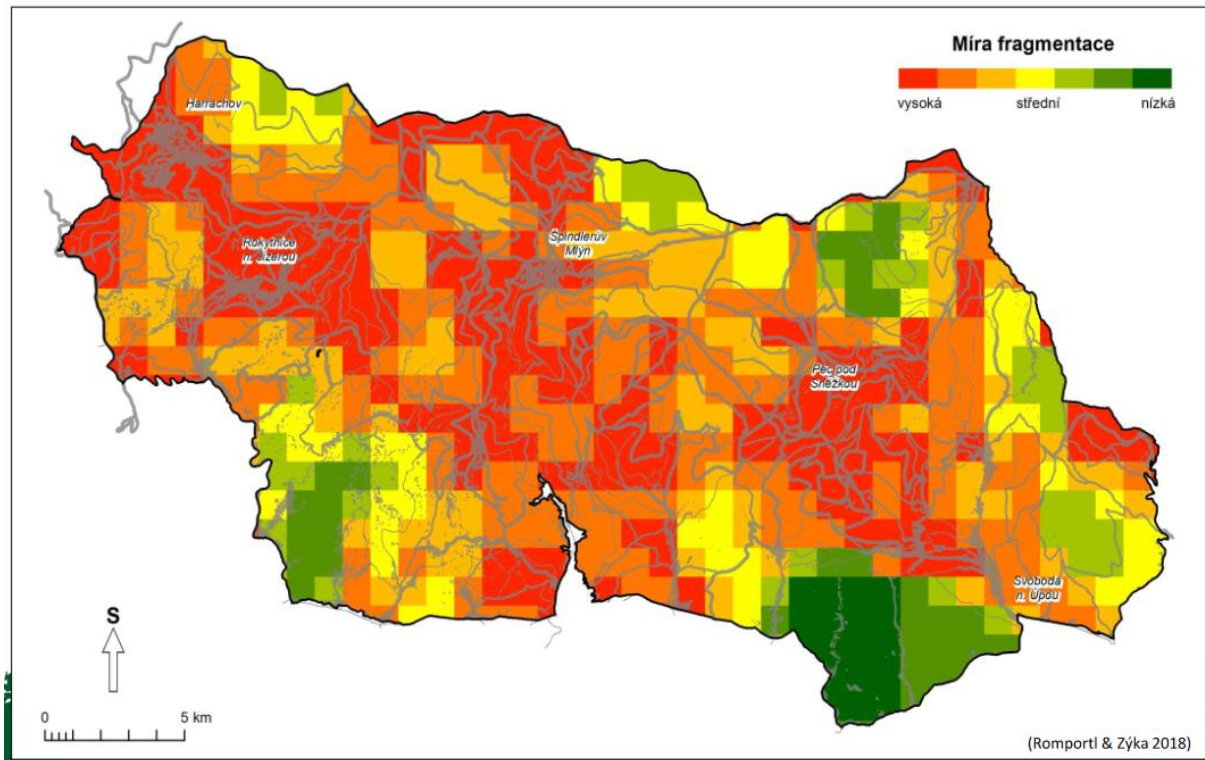 Míra fragmentace
vysoká střední nízká
Harrachov
Rokytnice
n. Jizerou
Špindlerův
Mlýn
Pec pod
Sněžkou
Svoboda
n. Úpou
S
0 5 km
(Romportl & Zýka 2018)